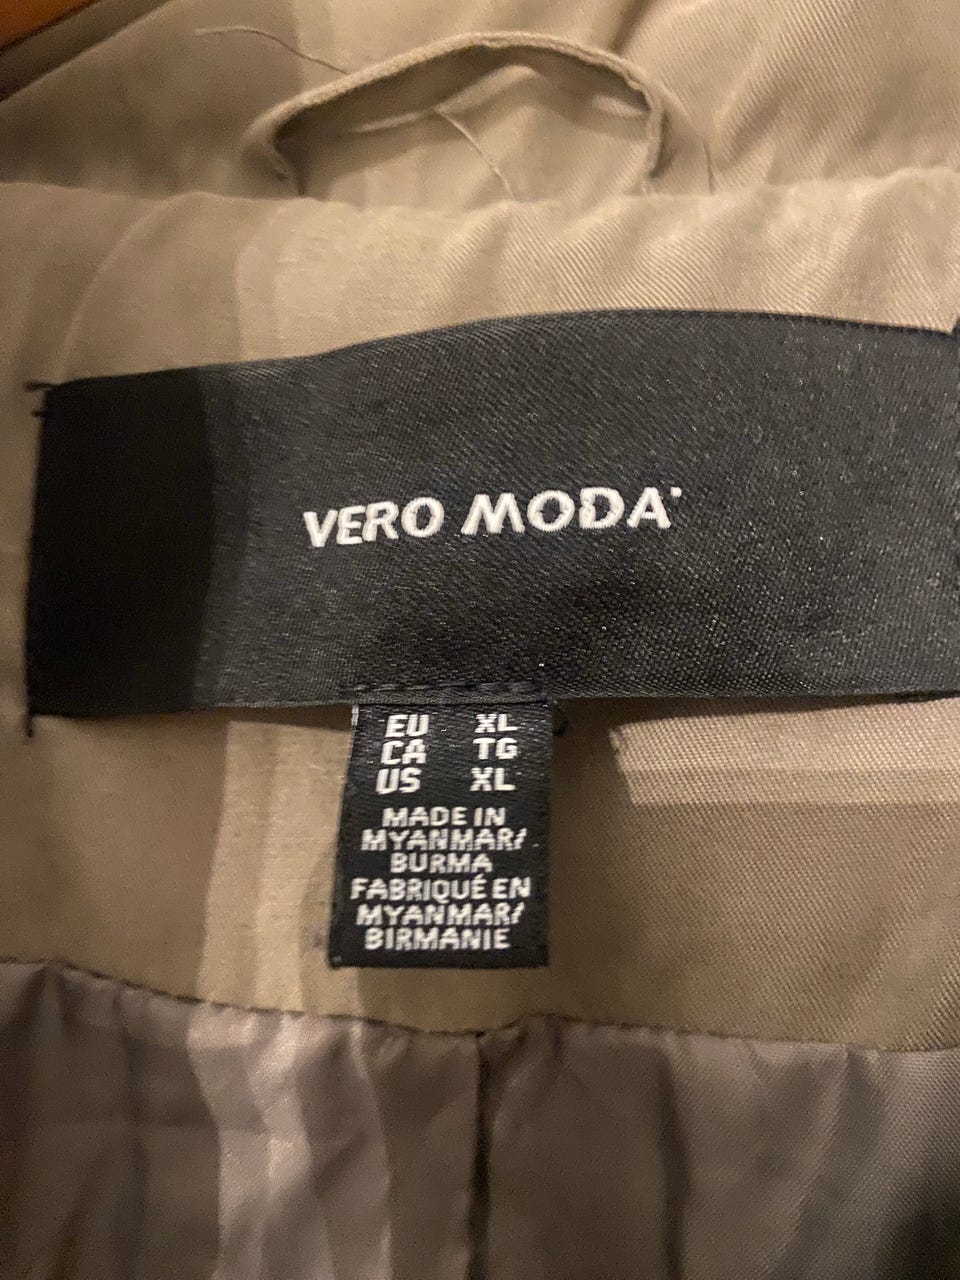 VERO MODA
EU XL
CA TG
US XL
MADE IN
MYANMAR/
BURMA
FABRIQUÉ EN
MYANMAR/
BIRMANIE